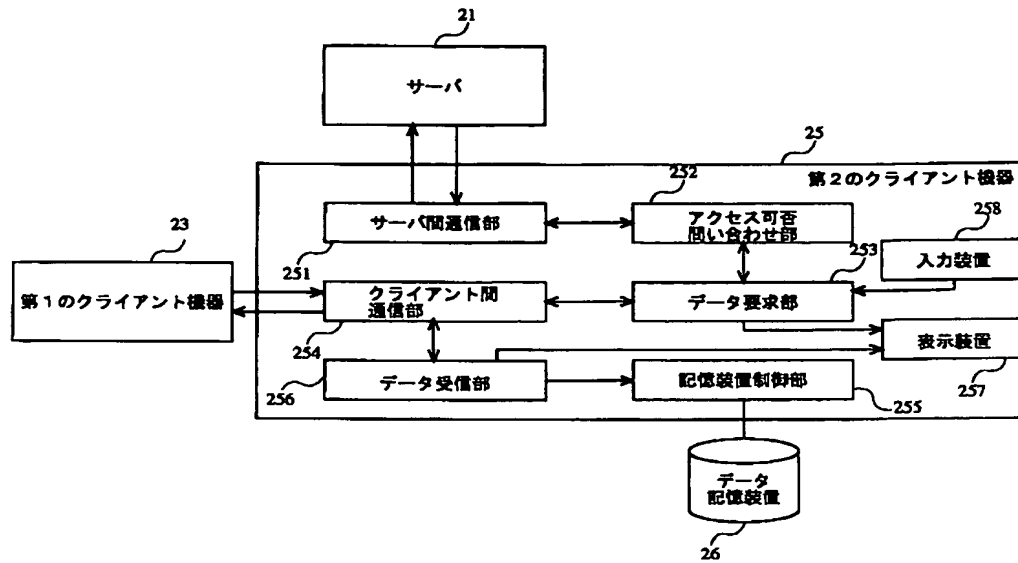 21
サーバ
25
第2のクライアント機器
252
サーバ間通信部
アクセス可否
問い合わせ部
258
入力装置
23
251
253
第1のクライアント機器
クライアント間
通信部
データ要求部
表示装置
254
257
256
データ受信部
記憶装置制御部
255
データ
記憶装置
26